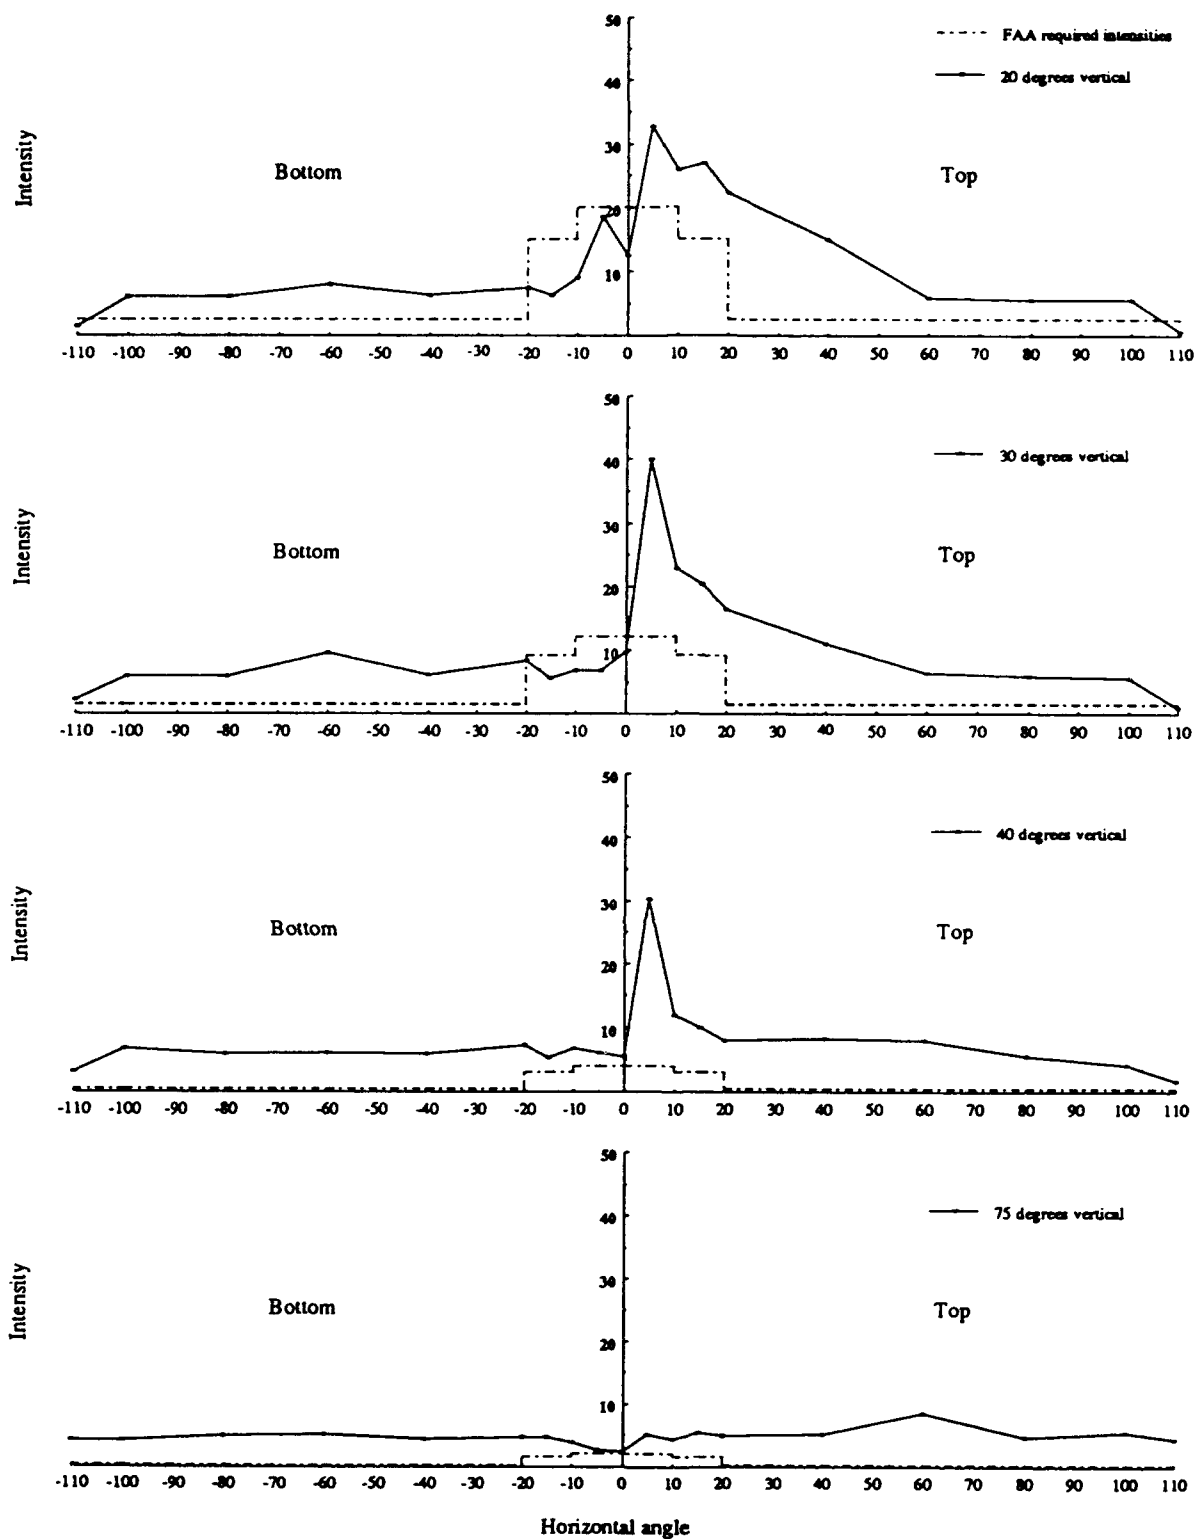 50
FAA required intensities
40
20 degrees vertical
Intensity
30
Bottom
Top
20
10
-110 -100 -90 -80 -70 -60 -50 -40 -30 -20 -10 0 10 20 30 40 50 60 70 80 90 100 110
50
40
30 degrees vertical
Intensity
30
Bottom
Top
20
10
-110 -100 -90 -80 -70 -60 -50 -40 -30 -20 -10 0 10 20 30 40 50 60 70 80 90 100 110
50
40
40 degrees vertical
Intensity
30
Bottom
Top
20
10
-110 -100 -90 -80 -70 -60 -50 -40 -30 -20 -10 0 10 20 30 40 50 60 70 80 90 100 110
50
40
75 degrees vertical
Intensity
30
Bottom
Top
20
10
-110 -100 -90 -80 -70 -60 -50 -40 -30 -20 -10 0 10 20 30 40 50 60 70 80 90 100 110
Horizontal angle